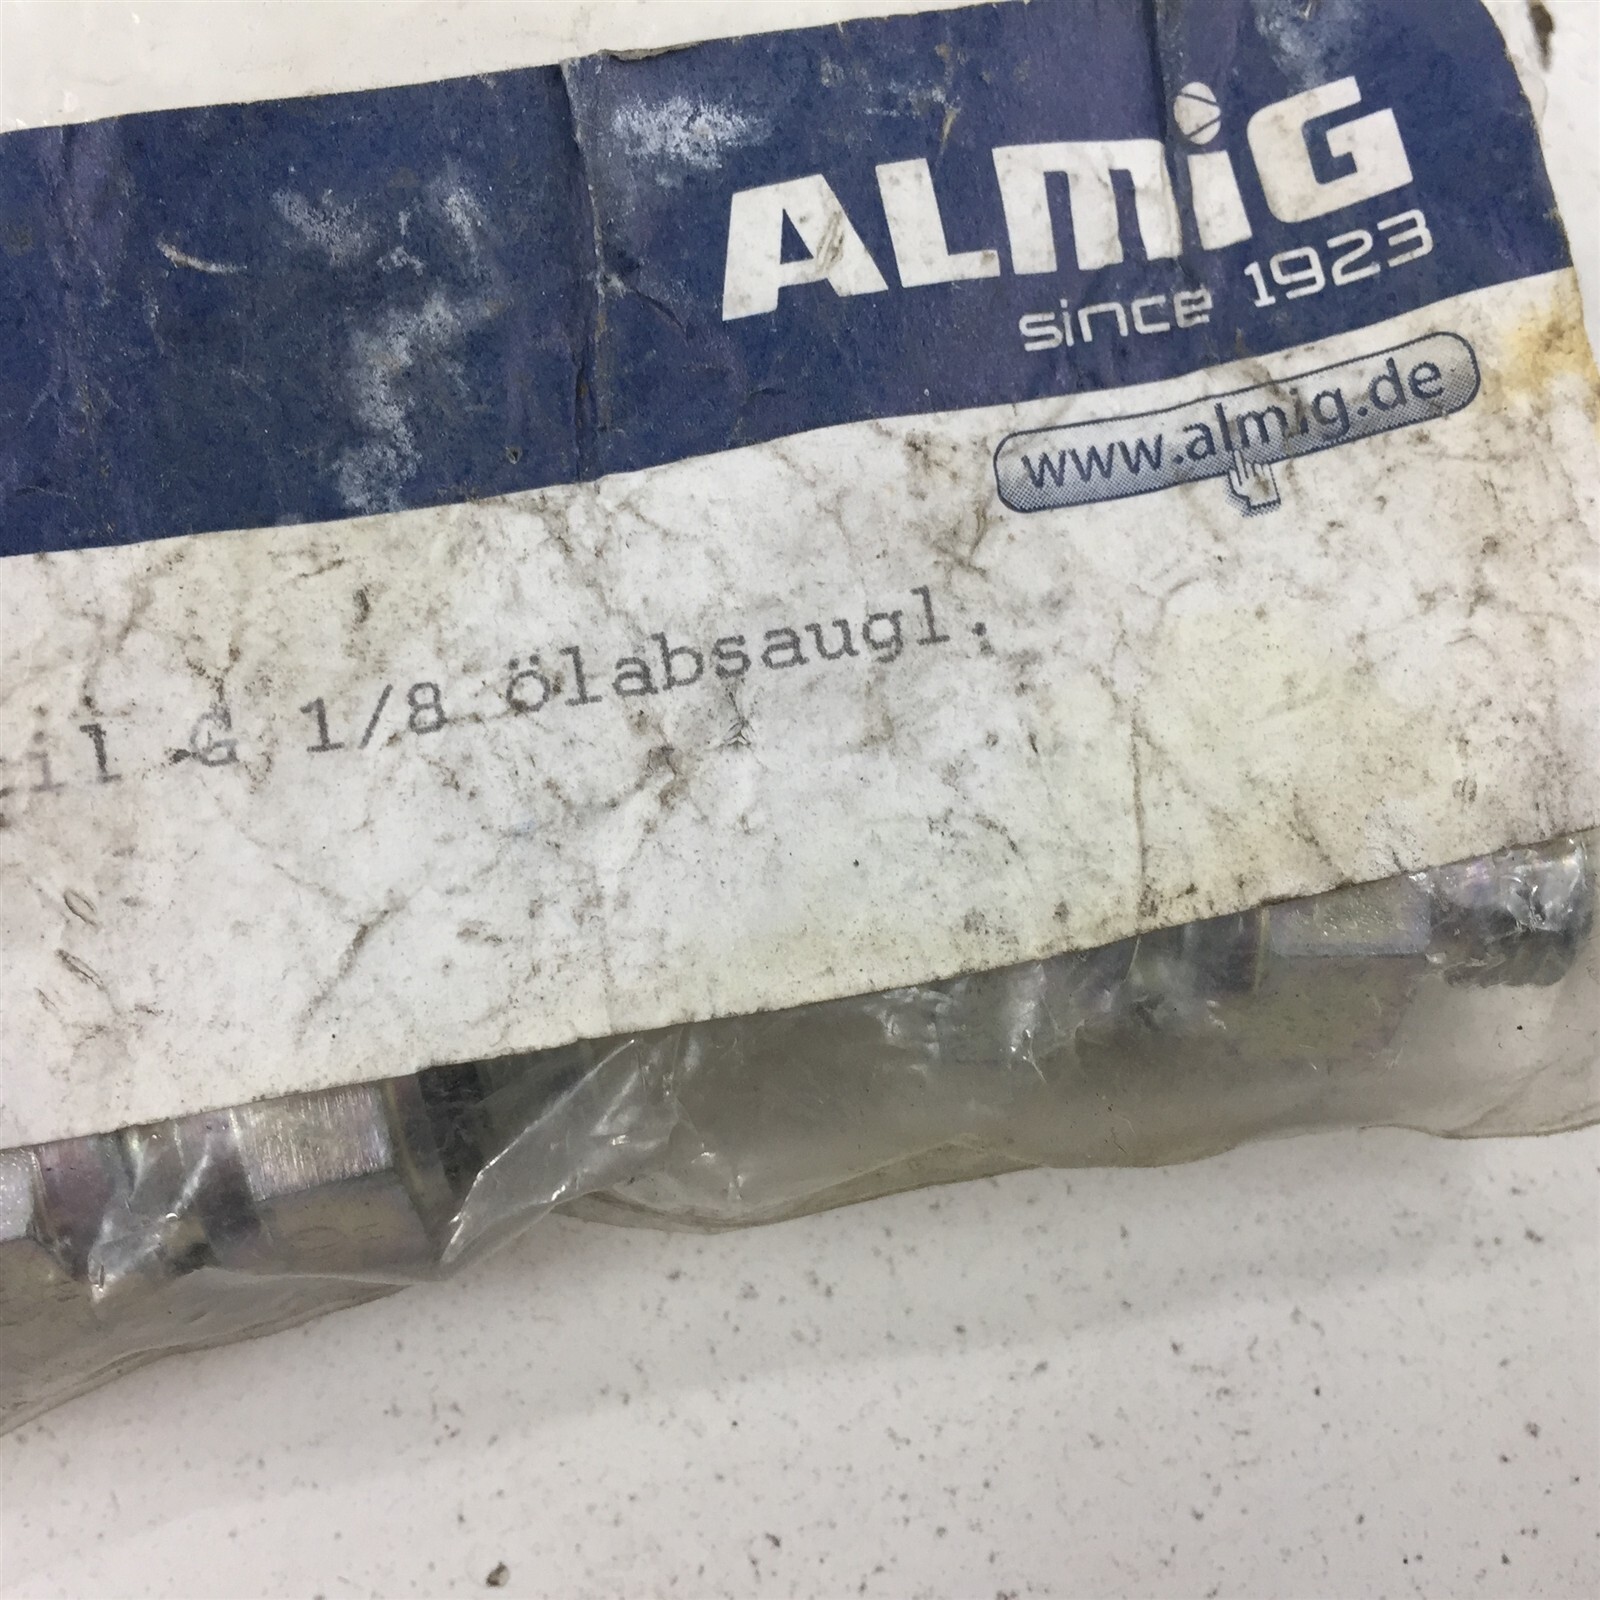 ALMiG
since 1923
www.almig.de
il G 1/8 ölabsaugl.